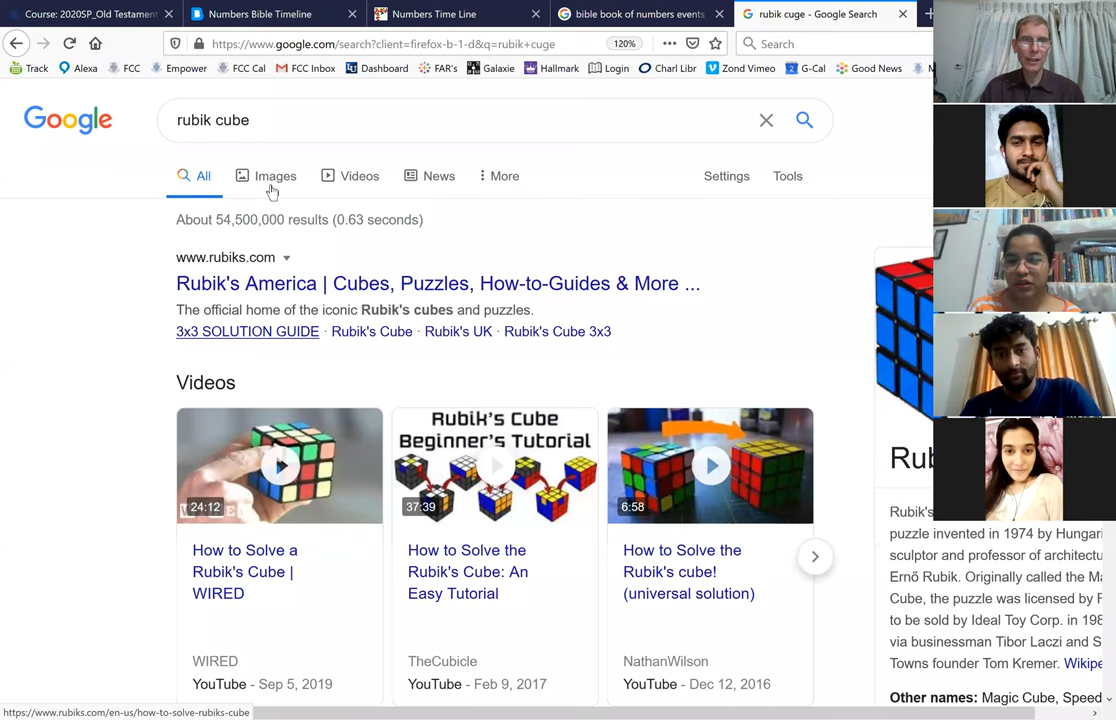 Course: 2020SP_Old Testament
Numbers Bible Timeline
Numbers Time Line
bible book of numbers events
rubik cuge - Google Search
https://www.google.com/search?client=firefox-b-1-d&q=rubik+cuge
120%
Search
Track
Alexa
FCC
Empower
FCC Cal
FCC Inbox
Dashboard
FAR's
Galaxie
Hallmark
Login
Charl Libr
Zond Vimeo
G-Cal
Good News
Google
rubik cube
All
Images
Videos
News
More
Settings
Tools
About 54,500,000 results (0.63 seconds)
www.rubiks.com
Rubik's America | Cubes, Puzzles, How-to-Guides & More ...
The official home of the iconic Rubik's cubes and puzzles.
3x3 SOLUTION GUIDE · Rubik's Cube · Rubik's UK · Rubik's Cube 3x3
Videos
24:12
WIRED
How to Solve a
Rubik's Cube |
WIRED
WIRED
YouTube - Sep 5, 2019
Rubik's Cube
Beginner's Tutorial
37:39
How to Solve the
Rubik's Cube: An
Easy Tutorial
TheCubicle
YouTube - Feb 9, 2017
6:58
How to Solve the
Rubik's cube!
(universal solution)
NathanWilson
YouTube - Dec 12, 2016
Rub
Rubik's
puzzle invented in 1974 by Hungari
sculptor and professor of architectu
Ernő Rubik. Originally called the Ma
Cube, the puzzle was licensed by R
to be sold by Ideal Toy Corp. in 198
via businessman Tibor Laczi and S
Towns founder Tom Kremer. Wikipe
Other names: Magic Cube, Speed
https://www.rubiks.com/en-us/how-to-solve-rubiks-cube